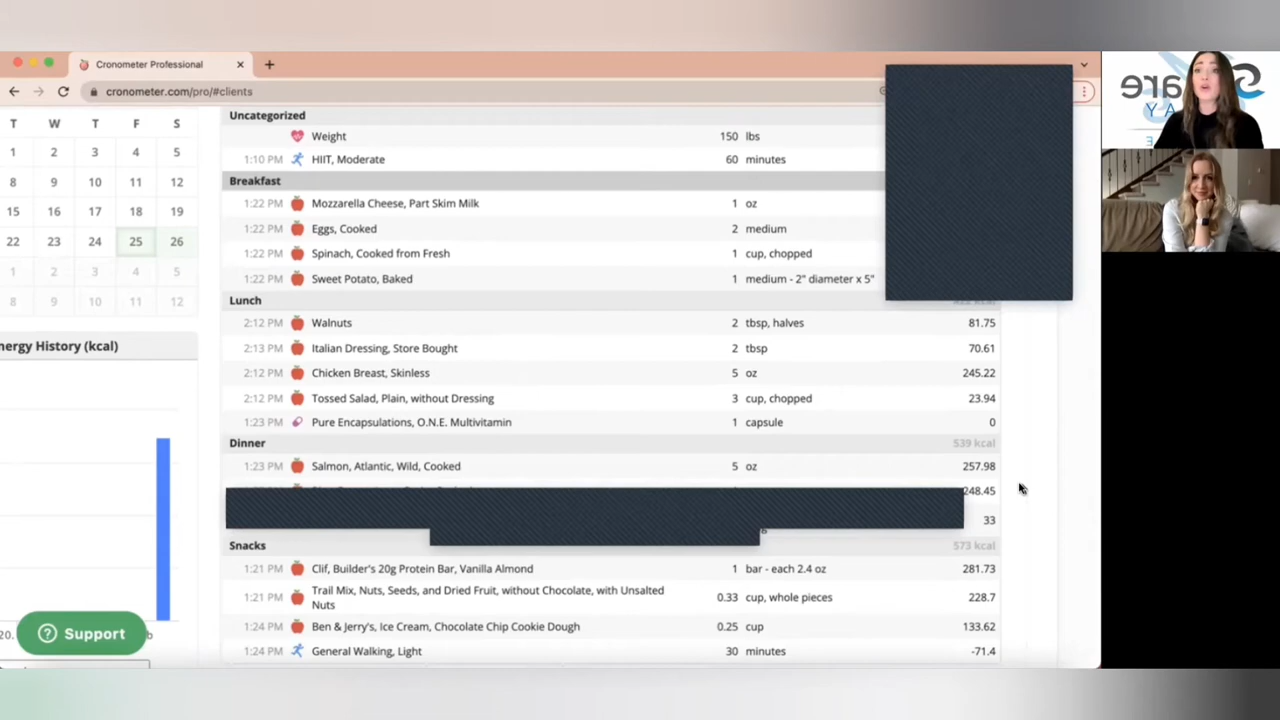 Cronometer Professional
cronometer.com/pro/#clients
T W T F S
1 2 3 4 5
8 9 10 11 12
15 16 17 18 19
22 23 24 25 26
1 2 3 4 5
8 9 10 11 12
nergy History (kcal)
20.
b
Support
Uncategorized
Weight 150 lbs
1:10 PM HIIT, Moderate 60 minutes
Breakfast
1:22 PM Mozzarella Cheese, Part Skim Milk 1 oz
1:22 PM Eggs, Cooked 2 medium
1:22 PM Spinach, Cooked from Fresh 1 cup, chopped
1:22 PM Sweet Potato, Baked 1 medium - 2" diameter x 5"
Lunch
2:12 PM Walnuts 2 tbsp, halves 81.75
2:13 PM Italian Dressing, Store Bought 2 tbsp 70.61
2:12 PM Chicken Breast, Skinless 5 oz 245.22
2:12 PM Tossed Salad, Plain, without Dressing 3 cup, chopped 23.94
1:23 PM Pure Encapsulations, O.N.E. Multivitamin 1 capsule 0
Dinner 539 kcal
1:23 PM Salmon, Atlantic, Wild, Cooked 5 oz 257.98
248.45
33
Snacks 573 kcal
1:21 PM Clif, Builder's 20g Protein Bar, Vanilla Almond 1 bar - each 2.4 oz 281.73
1:21 PM Trail Mix, Nuts, Seeds, and Dried Fruit, without Chocolate, with Unsalted 0.33 cup, whole pieces 228.7
Nuts
1:24 PM Ben & Jerry's, Ice Cream, Chocolate Chip Cookie Dough 0.25 cup 133.62
1:24 PM General Walking, Light 30 minutes -71.4